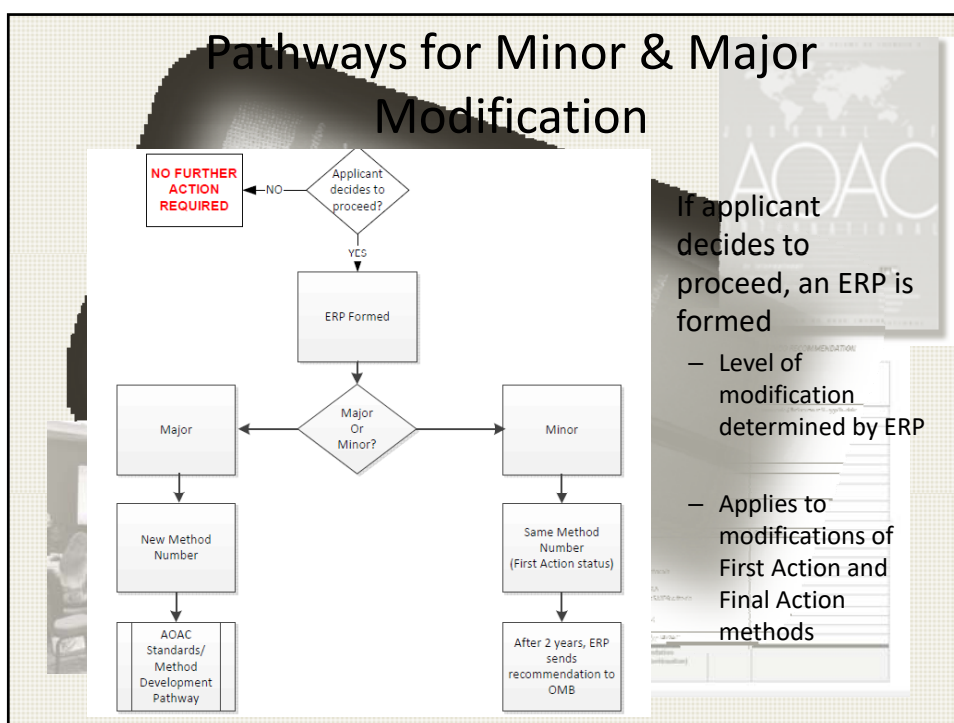 Pathways for Minor & Major
Modification
NO FURTHER
ACTION
REQUIRED
NO
Applicant
decides to
proceed?
YES
ERP Formed
Major
Major
Or
Minor?
Minor
New Method
Number
Same Method
Number
(First Action status)
AOAC
Standards/
Method
Development
Pathway
After 2 years, ERP
sends
recommendation to
OMB
AOAC
If applicant
decides to
proceed, an ERP is
formed
– Level of
modification
determined by ERP
– Applies to
modifications of
First Action and
Final Action
methods